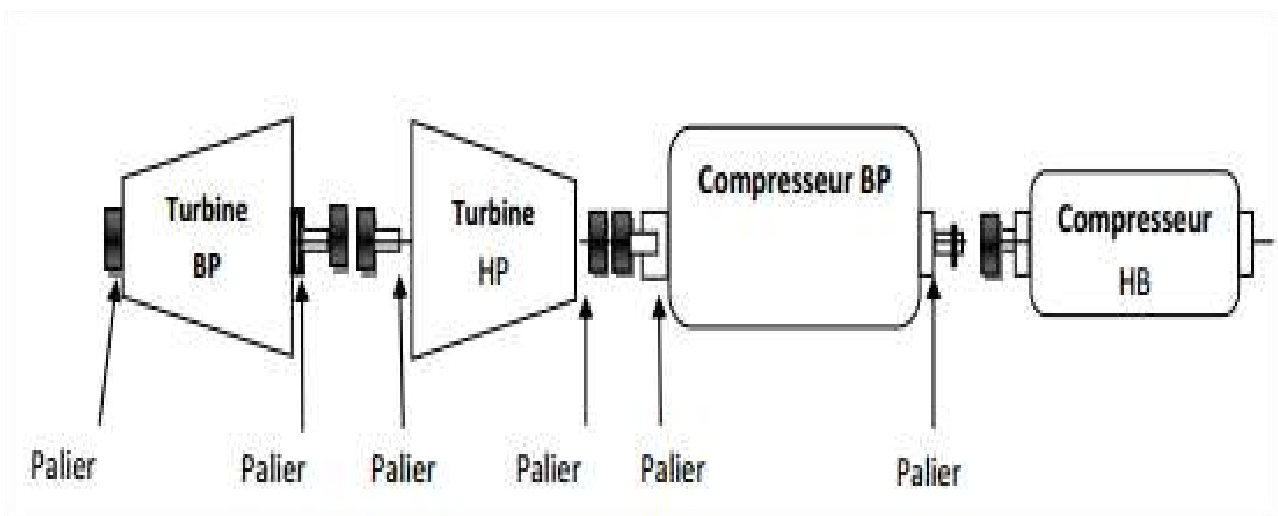 Turbine
BP
Turbine
HP
Compresseur BP
Compresseur
HB
Palier
Palier
Palier
Palier
Palier
Palier